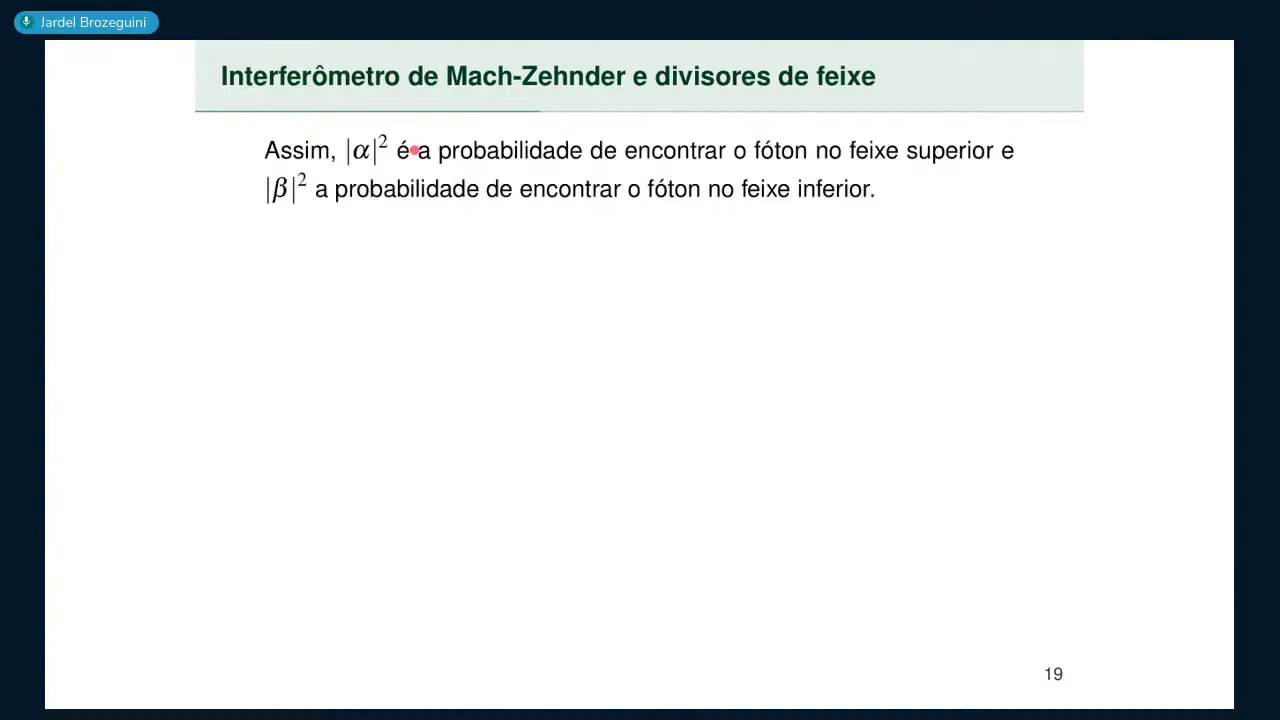 Jardel Brozeguini
Interferômetro de Mach-Zehnder e divisores de feixe
Assim, |α|² é a probabilidade de encontrar o fóton no feixe superior e
|β|² a probabilidade de encontrar o fóton no feixe inferior.
19